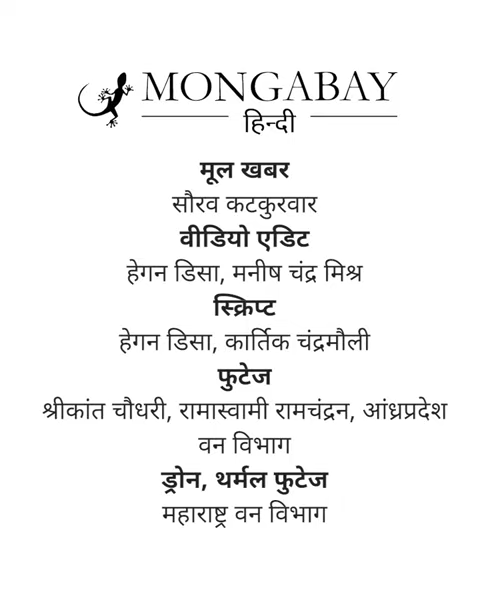 MONGABAY
हिन्दी
मूल खबर
सौरव कटकुरवार
वीडियो एडिट
हेगन डिसा, मनीष चंद्र मिश्र
स्क्रिप्ट
हेगन डिसा, कार्तिक चंद्रमौली
फुटेज
श्रीकांत चौधरी, रामास्वामी रामचंद्रन, आंध्रप्रदेश
वन विभाग
ड्रोन, थर्मल फुटेज
महाराष्ट्र वन विभाग